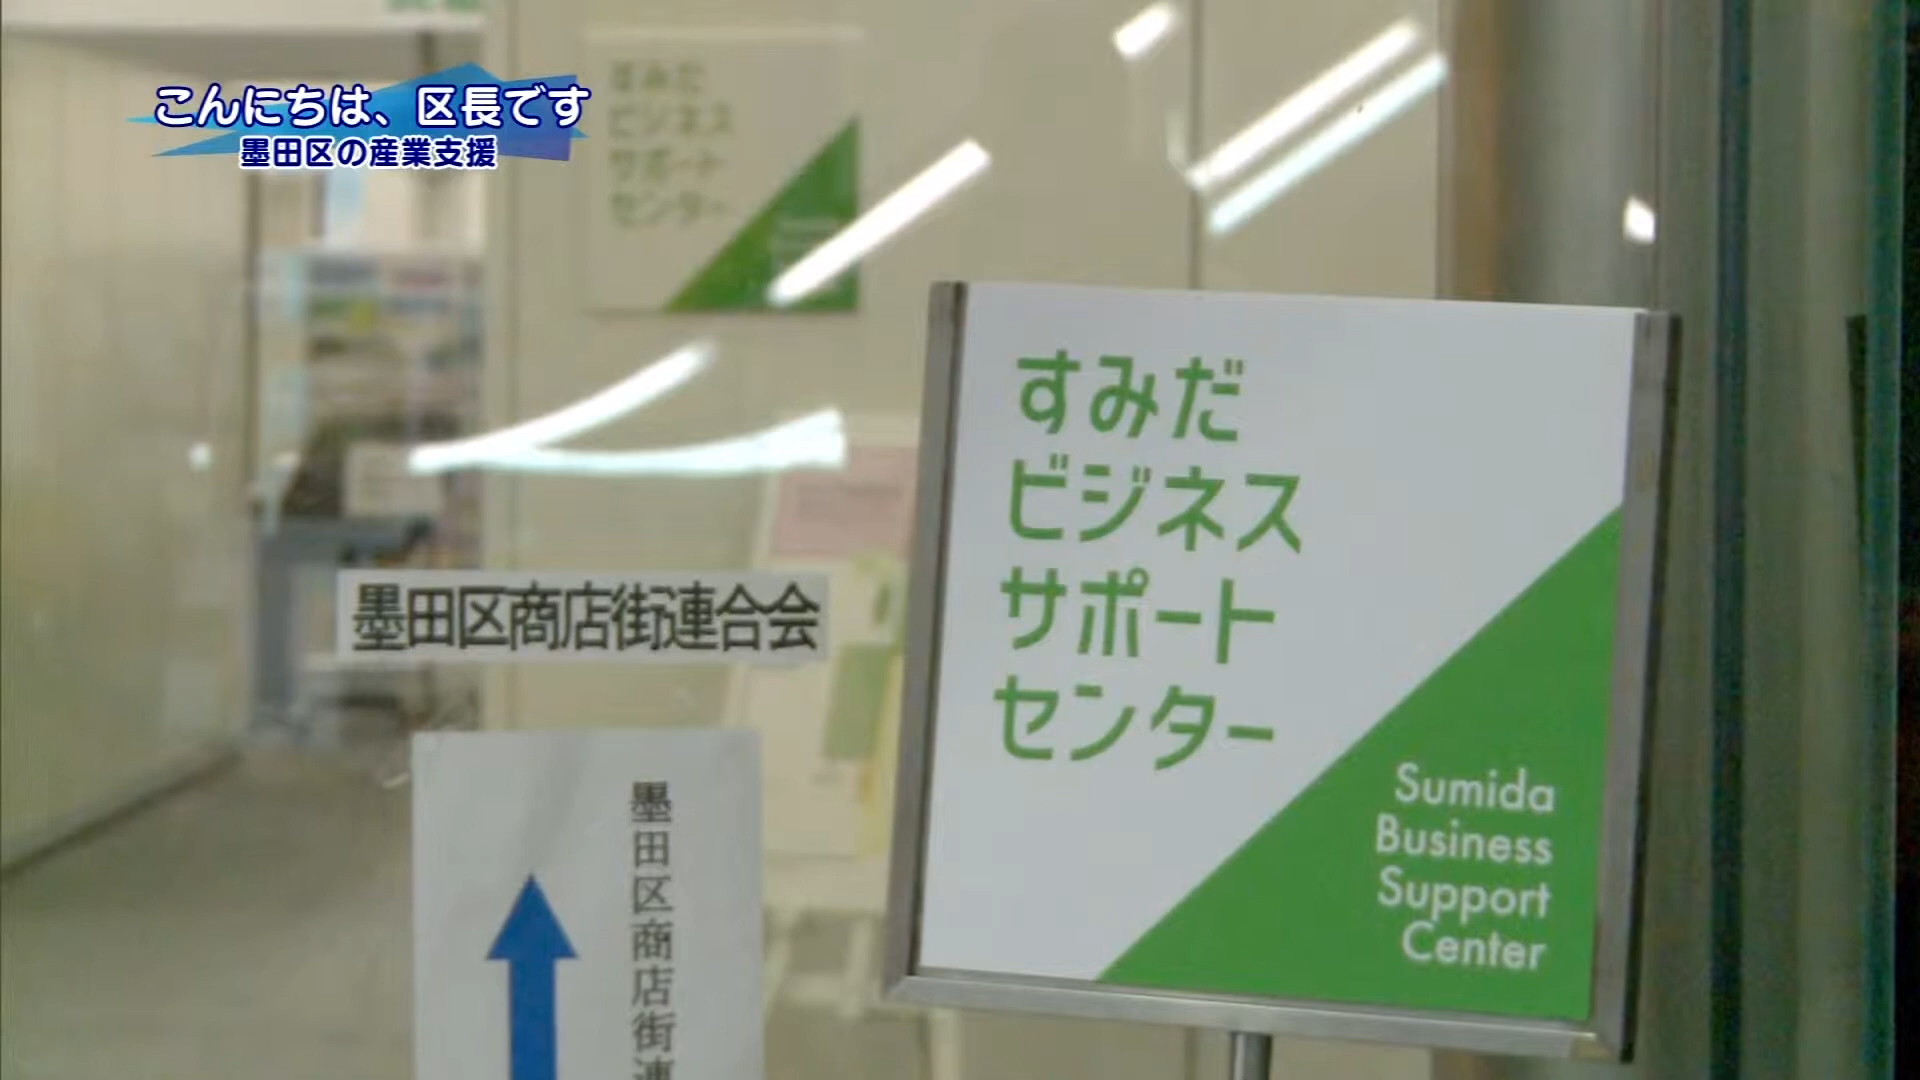 こんにちは、区長です
墨田区の産業支援
すみだ
ビジネス
サポート
センター
墨田区商店街連合会
墨田区商店街連
すみだ
ビジネス
サポート
センター
Sumida
Business
Support
Center